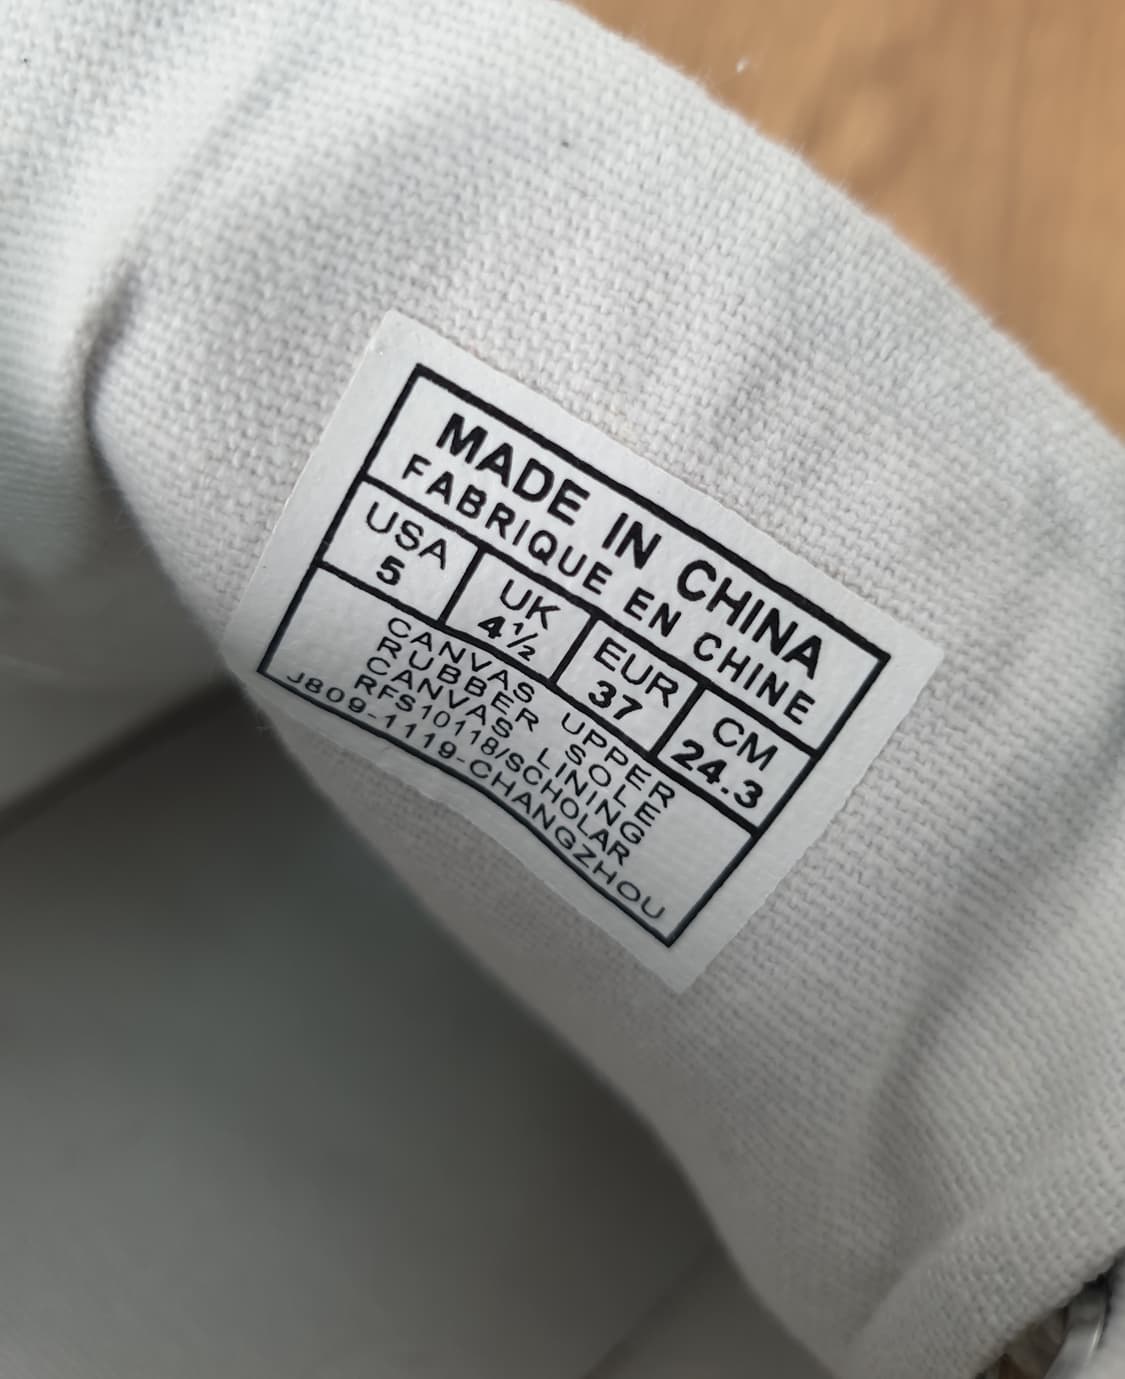 MADE IN CHINA
FABRIQUE EN CHINE
USA UK EUR CM
5 4½ 37 24.3
CANVAS UPPER
RUBBER SOLE
CANVAS LINING
RFS10118/SCHOLAR
J809-1119-CHANGZHOU